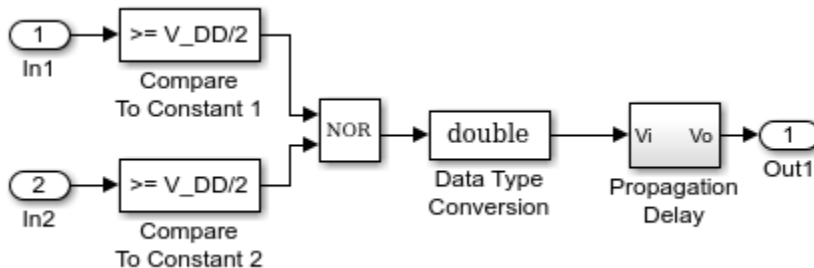 1
In1
>= V_DD/2
Compare
To Constant 1
2
In2
>= V_DD/2
Compare
To Constant 2
NOR
double
Data Type
Conversion
Vi Vo
Propagation
Delay
1
Out1